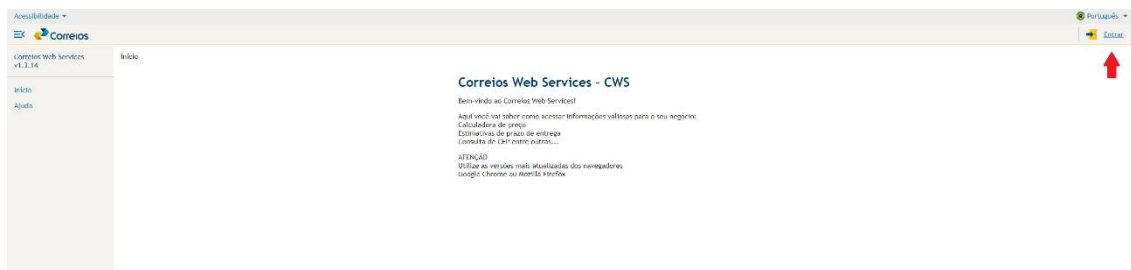 Acessibilidade
Português
Correios
Entrar
Correios Web Services
v1.3.14
Início
Início
Ajuda
Correios Web Services - CWS
Bem-vindo ao Correios Web Services!
Aqui você vai saber como acessar informações valiosas para o seu negócio:
Calculadora de preço
Estimativas de prazo de entrega
Consulta de CEP entre outras...
ATENÇÃO
Utilize as versões mais atualizadas dos navegadores
Google Chrome ou Mozilla Firefox